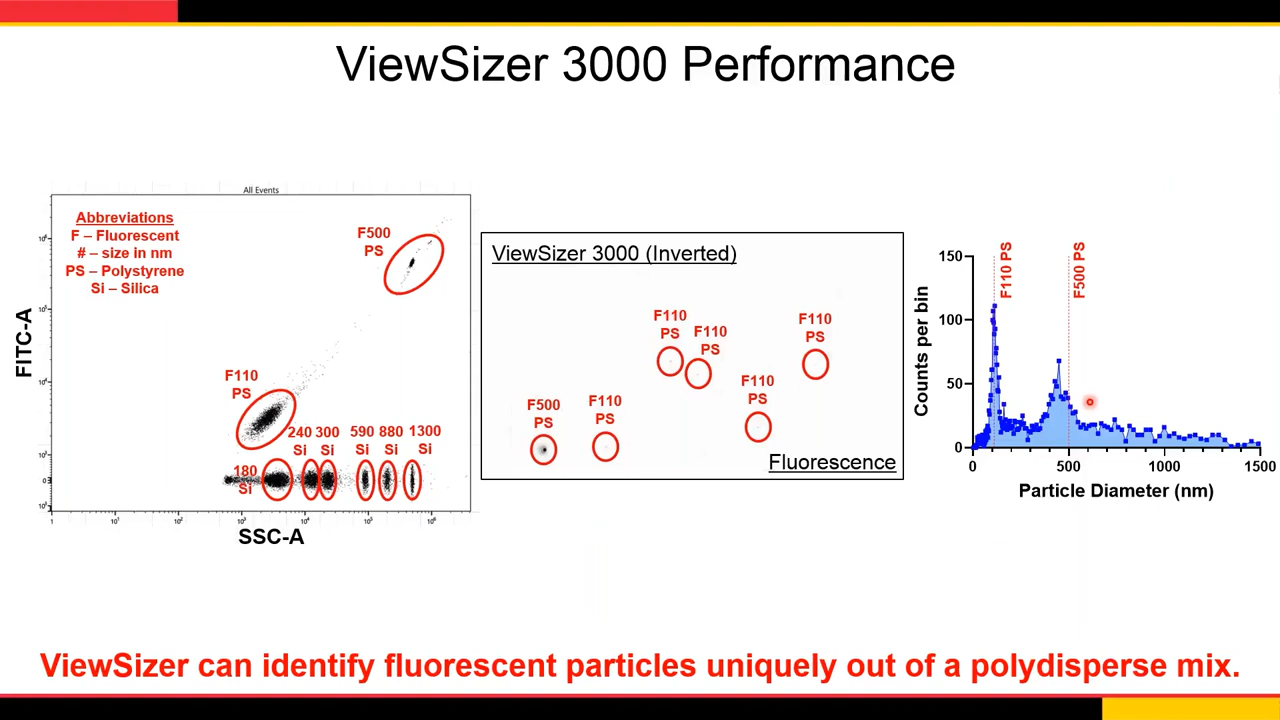 ViewSizer 3000 Performance
All Events
Abbreviations
F – Fluorescent
# – size in nm
PS – Polystyrene
Si – Silica
F500
PS
F110
PS
180
Si
240
Si
300
Si
590
Si
880
Si
1300
Si
FITC-A
SSC-A
ViewSizer 3000 (Inverted)
F500
PS
F110
PS
F110
PS
F110
PS
F110
PS
F110
PS
Fluorescence
F110 PS
F500 PS
150
100
50
0
Counts per bin
0
500
1000
1500
Particle Diameter (nm)
ViewSizer can identify fluorescent particles uniquely out of a polydisperse mix.